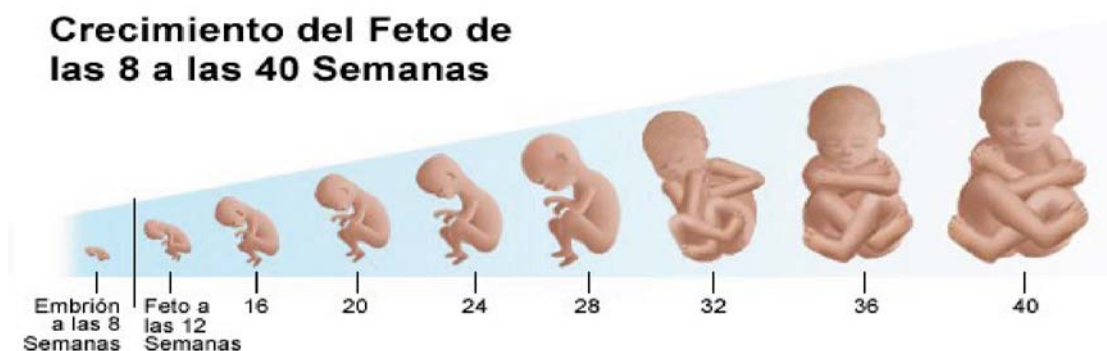 Crecimiento del Feto de
las 8 a las 40 Semanas
Embrión
a las 8
Semanas
Feto a
las 12
Semanas
16
20
24
28
32
36
40